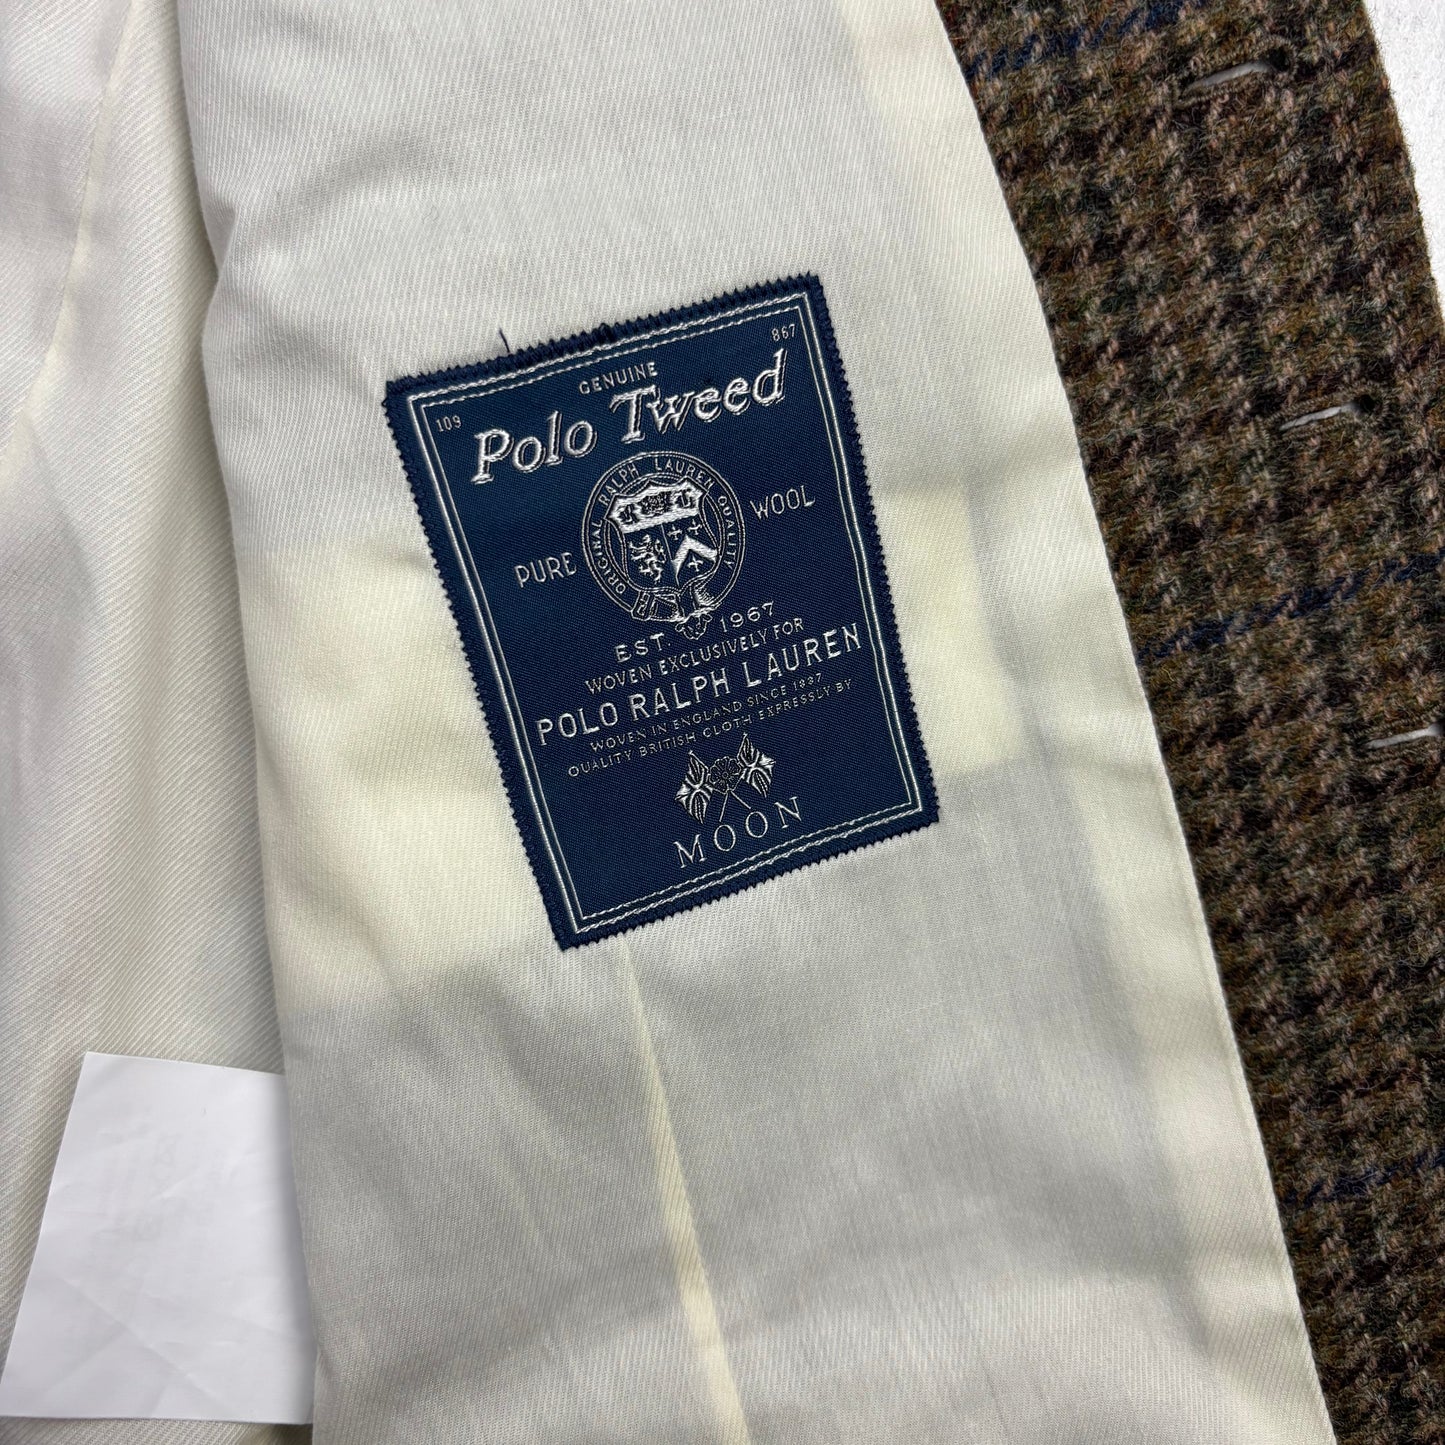 867
GENUINE
109
Polo Tweed
ORIGINAL RALPH LAUREN QUALITY
PURE WOOL
EST. 1967
WOVEN EXCLUSIVELY FOR
POLO RALPH LAUREN
WOVEN IN ENGLAND SINCE 1837
QUALITY BRITISH CLOTH EXPRESSLY BY
MOON